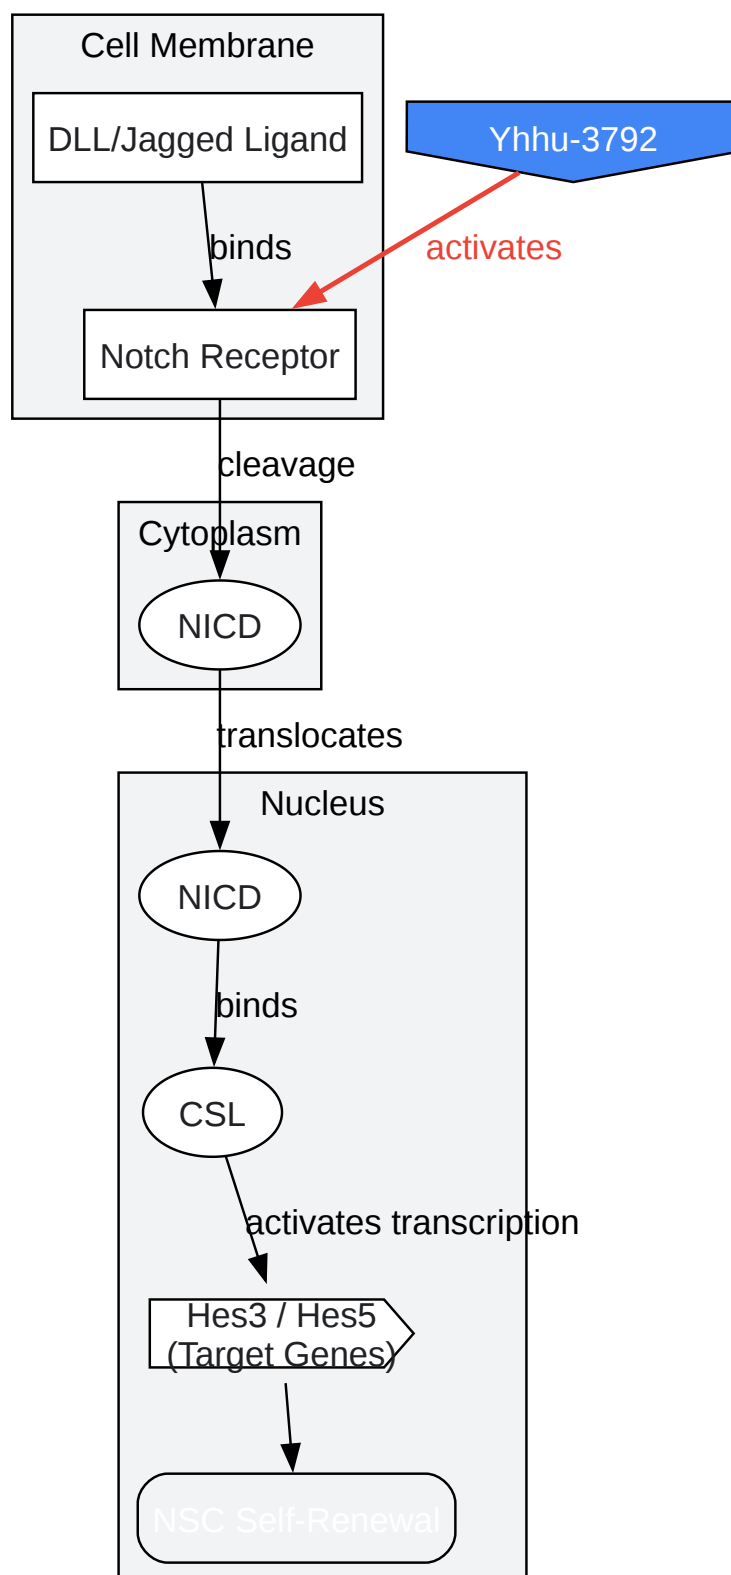 Cell Membrane
DLL/Jagged Ligand
Yhhu-3792
binds
activates
Notch Receptor
cleavage
Cytoplasm
NICD
translocates
Nucleus
NICD
binds
CSL
activates transcription
Hes3 / Hes5
(Target Genes)
NSC Self-Renewal